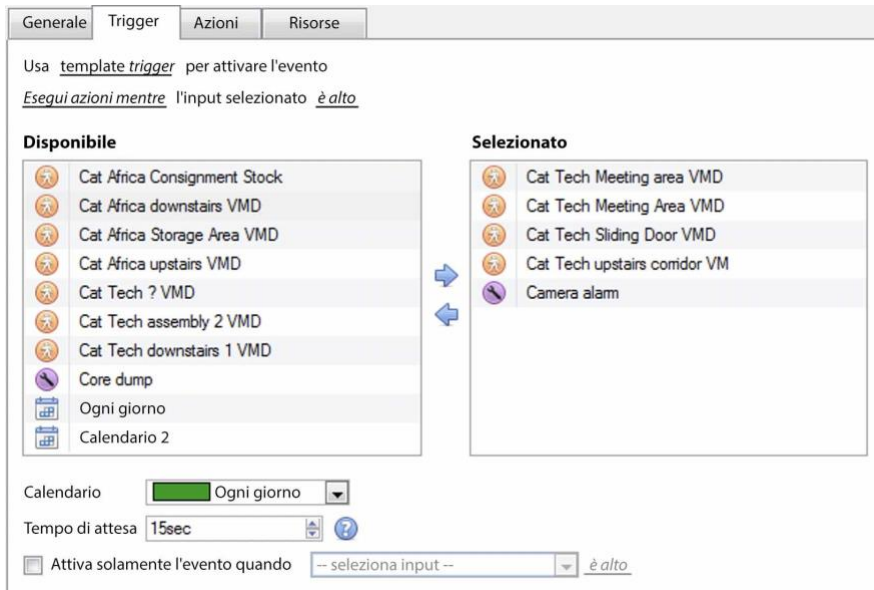 Generale Trigger Azioni Risorse
Usa template trigger per attivare l'evento
Esegui azioni mentre l'input selezionato è alto
Disponibile
Cat Africa Consignment Stock
Cat Africa downstairs VMD
Cat Africa Storage Area VMD
Cat Africa upstairs VMD
Cat Tech ? VMD
Cat Tech assembly 2 VMD
Cat Tech downstairs 1 VMD
Core dump
Ogni giorno
Calendario 2
Selezionato
Cat Tech Meeting area VMD
Cat Tech Meeting Area VMD
Cat Tech Sliding Door VMD
Cat Tech upstairs corridor VM
Camera alarm
Calendario Ogni giorno
Tempo di attesa 15sec ?
Attiva solamente l'evento quando -- seleziona input -- è alto